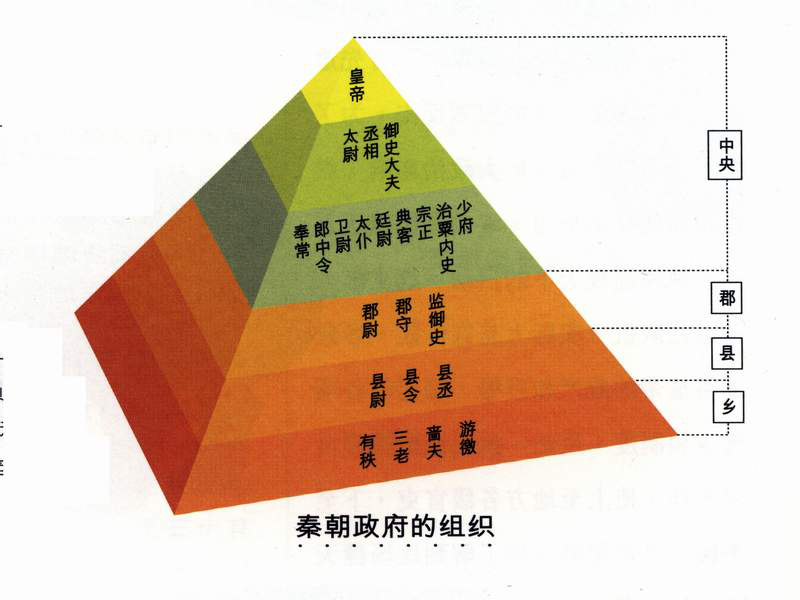 皇帝
太尉
丞相
御史大夫
奉常
郎中令
卫尉
太仆
廷尉
典客
宗正
治粟内史
少府
郡尉
郡守
监御史
县尉
县令
县丞
有秩
三老
啬夫
游徼
中央
郡
县
乡
秦朝政府的组织